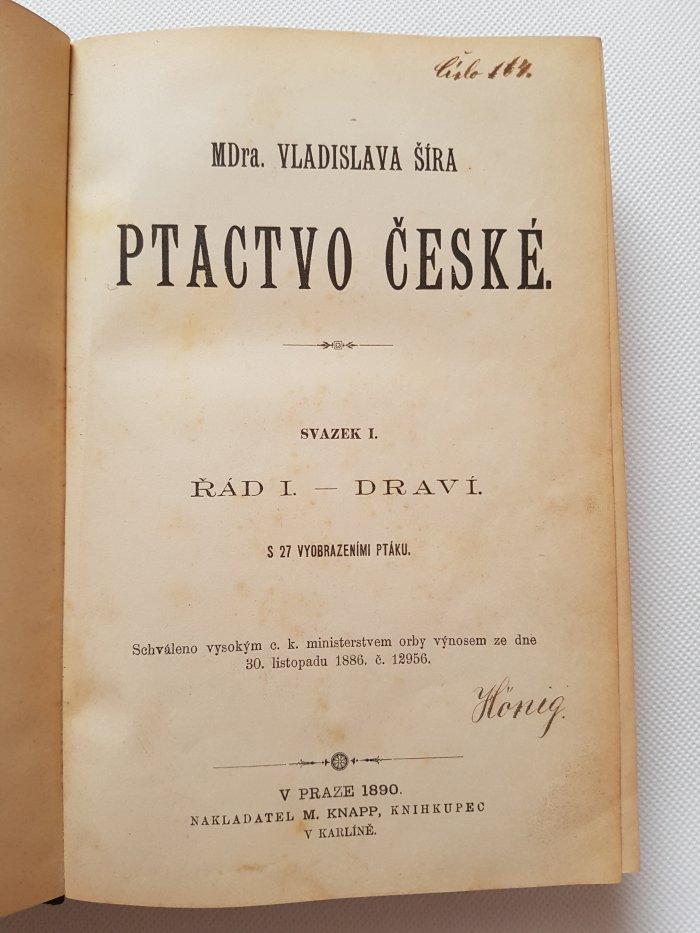 Číslo 164.
MDra. VLADISLAVA ŠÍRA
PTACTVO ČESKÉ.
SVAZEK I.
ŘÁD I. — DRAVÍ.
S 27 VYOBRAZENÍMI PTÁKU.
Schváleno vysokým c. k. ministerstvem orby výnosem ze dne
30. listopadu 1886. č. 12956.
Hönig.
V PRAZE 1890.
NAKLADATEL M. KNAPP, KNIHKUPEC
V KARLÍNĚ.